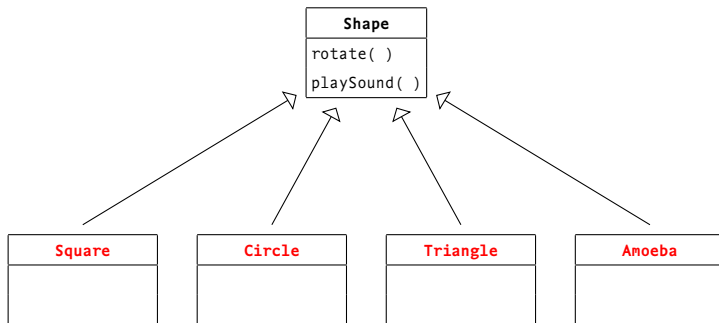 Shape
rotate( )
playSound( )
Square
Circle
Triangle
Amoeba